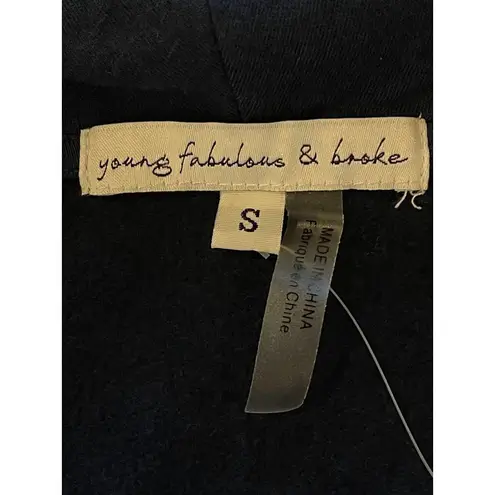 young fabulous & broke
S
MADE IN CHINA
Fabriqué en Chine